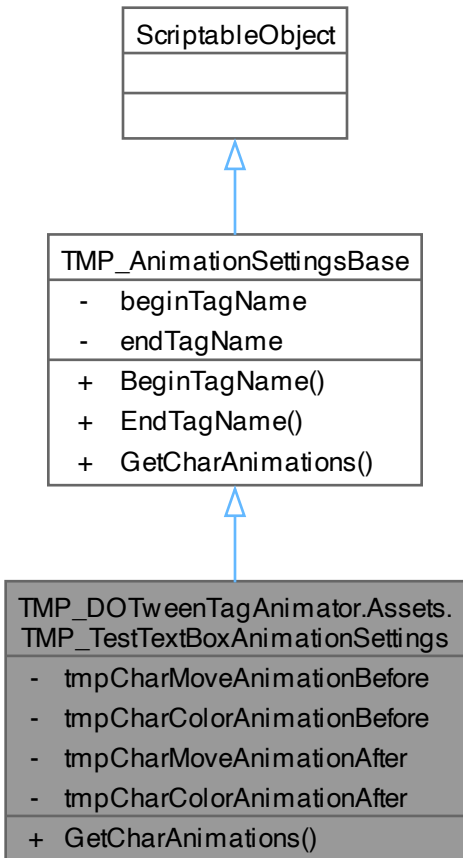 ScriptableObject
TMP_AnimationSettingsBase
- beginTagName
- endTagName
+ BeginTagName()
+ EndTagName()
+ GetCharAnimations()
TMP_DOTweenTagAnimator.Assets.
TMP_TestTextBoxAnimationSettings
- tmpCharMoveAnimationBefore
- tmpCharColorAnimationBefore
- tmpCharMoveAnimationAfter
- tmpCharColorAnimationAfter
+ GetCharAnimations()